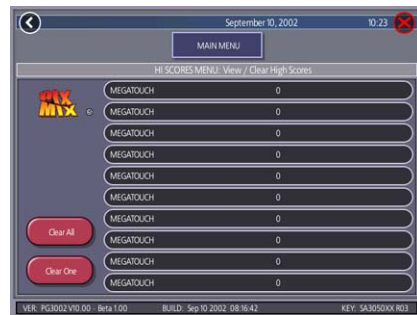 September 10, 2002 10:23
MAIN MENU
HI SCORES MENU: View / Clear High Scores
PIX
MIX ©
MEGATOUCH 0
MEGATOUCH 0
MEGATOUCH 0
MEGATOUCH 0
MEGATOUCH 0
MEGATOUCH 0
MEGATOUCH 0
MEGATOUCH 0
MEGATOUCH 0
MEGATOUCH 0
Clear All
Clear One
VER: PG3002 V10.00 - Beta 1.00 BUILD: Sep 10 2002 08:16:42 KEY: SA3050XX R03